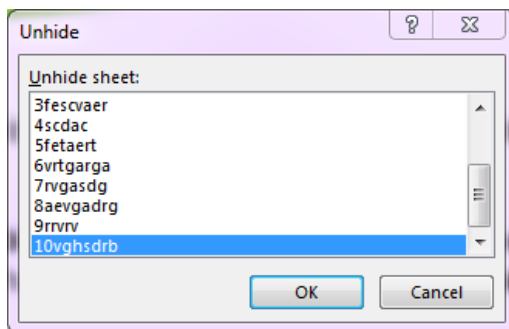 Unhide
Unhide sheet:
3fescvaer
4scdac
5fetaert
6vrtgarga
7rvgasdg
8aevgadrg
9rrvrv
10vghsdrb
OK Cancel